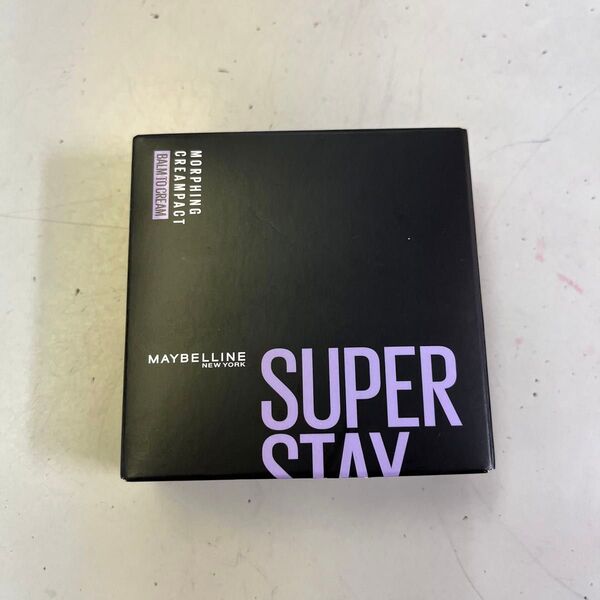 MORPHING
CREAMPACT
BALM TO CREAM
MAYBELLINE
NEW YORK
SUPER
STAY